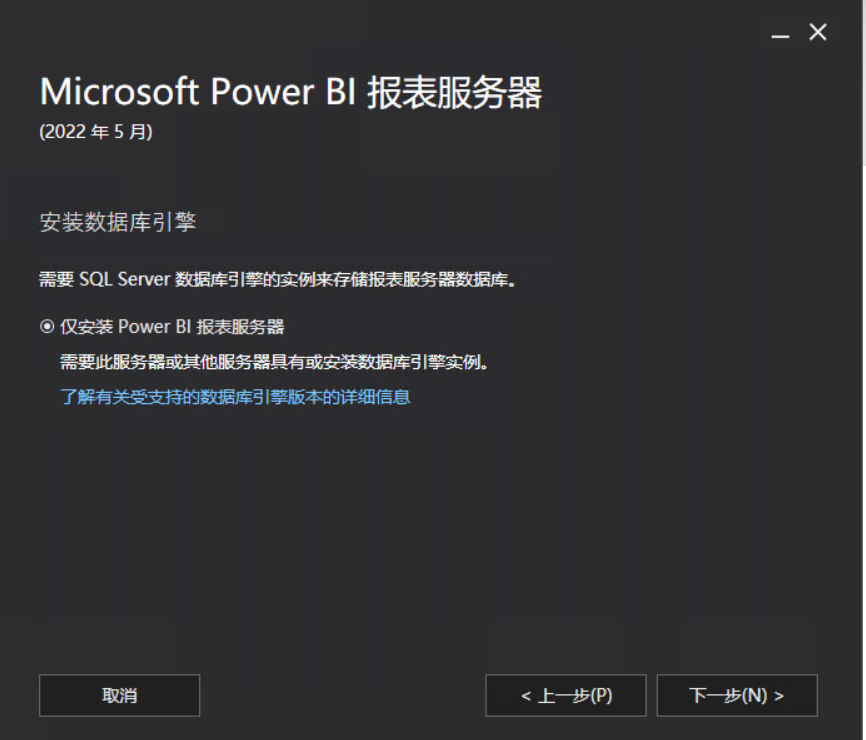 Microsoft Power BI 报表服务器
(2022 年 5 月)
安装数据库引擎
需要 SQL Server 数据库引擎的实例来存储报表服务器数据库。
仅安装 Power BI 报表服务器
需要此服务器或其他服务器具有或安装数据库引擎实例。
了解有关受支持的数据库引擎版本的详细信息
取消
< 上一步(P)
下一步(N) >